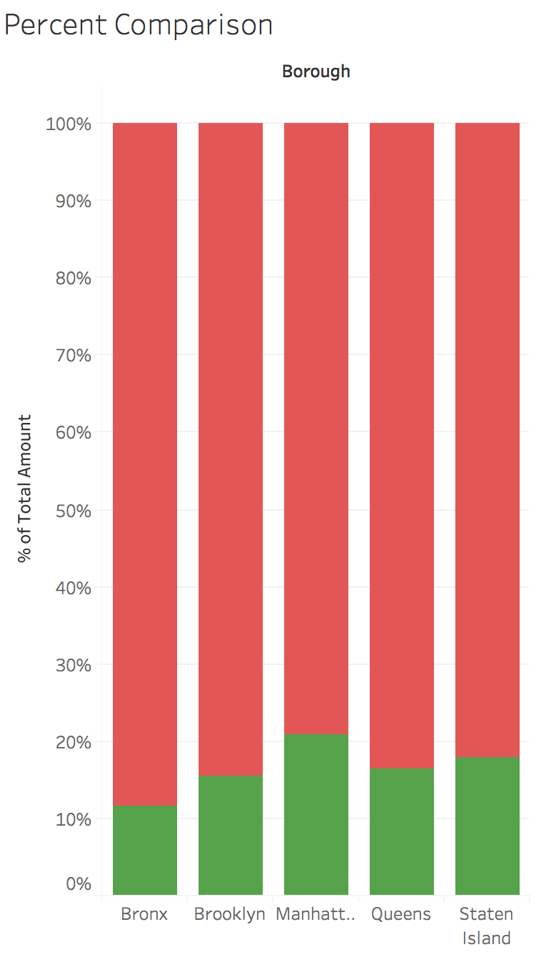 Percent Comparison
Borough
% of Total Amount
100%
90%
80%
70%
60%
50%
40%
30%
20%
10%
0%
Bronx
Brooklyn
Manhatt..
Queens
Staten
Island